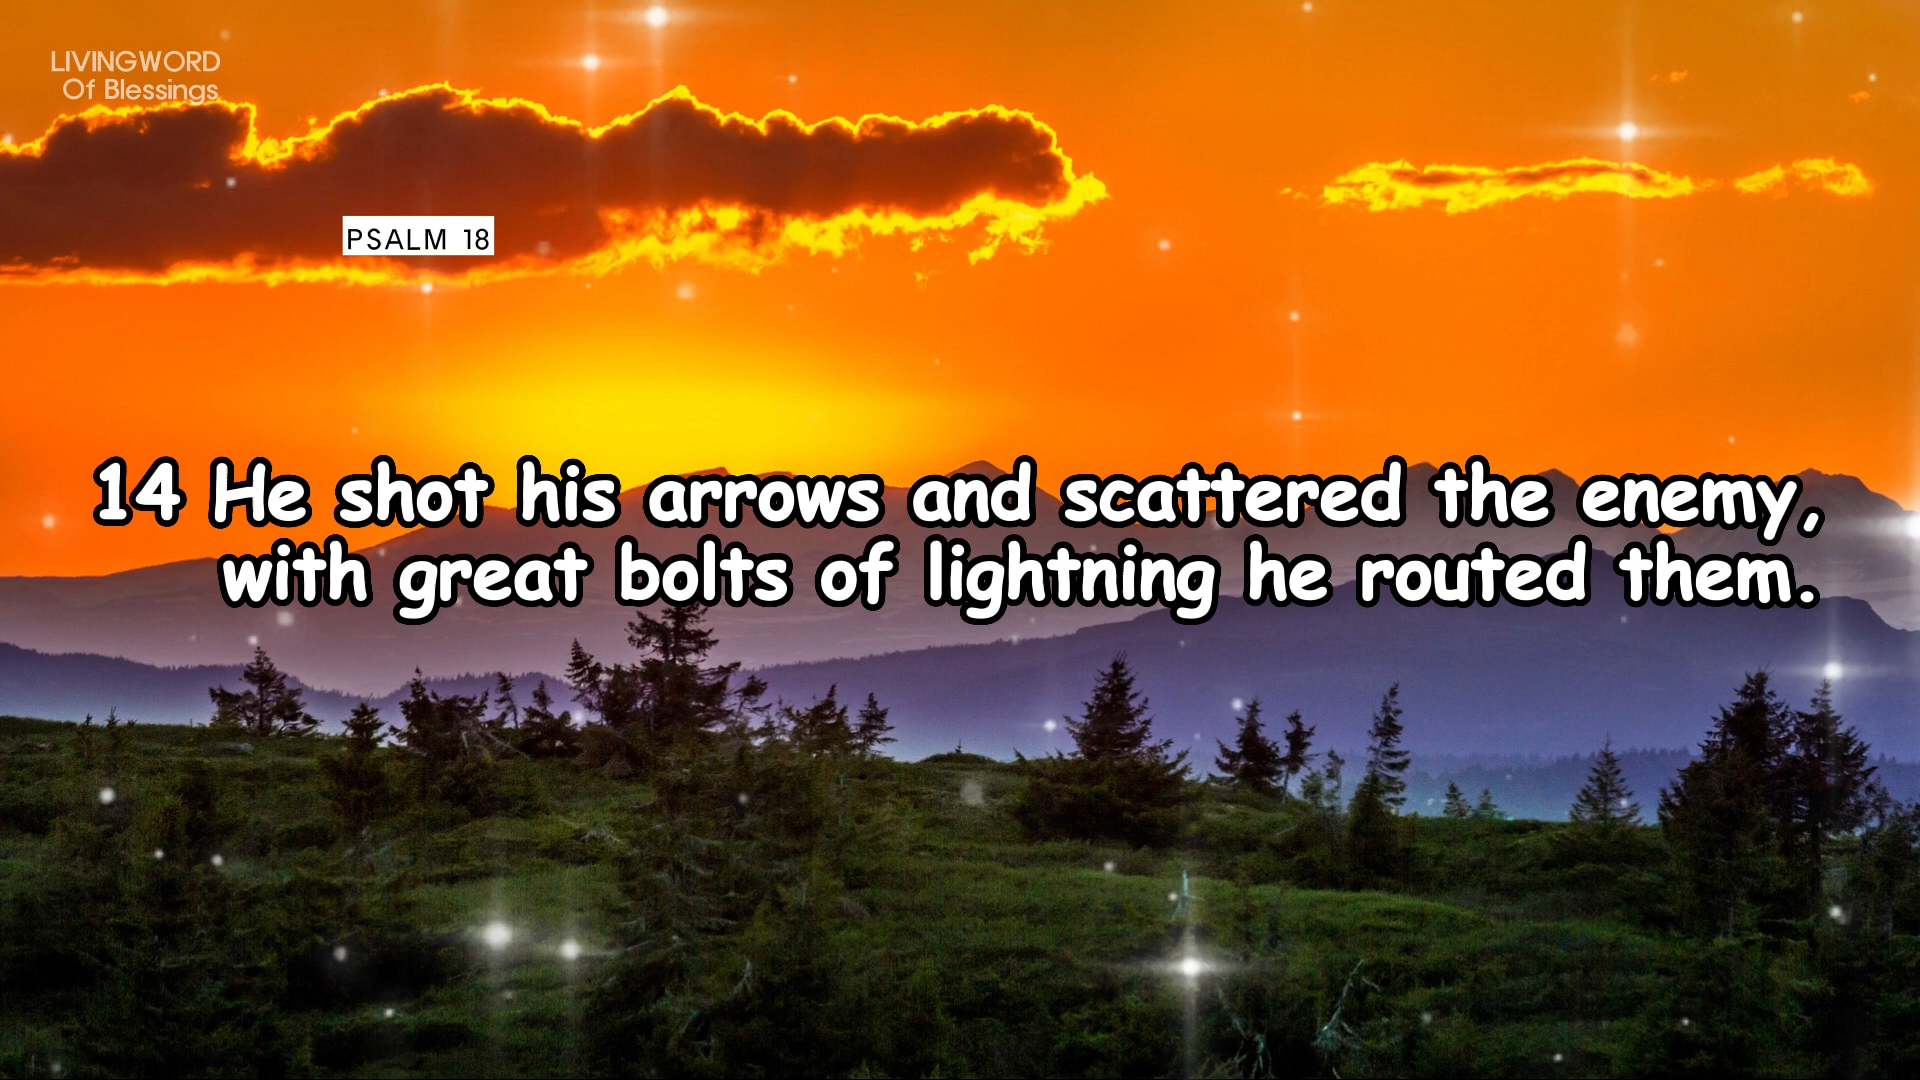 LIVINGWORD
Of Blessings
PSALM 18
14 He shot his arrows and scattered the enemy,
with great bolts of lightning he routed them.